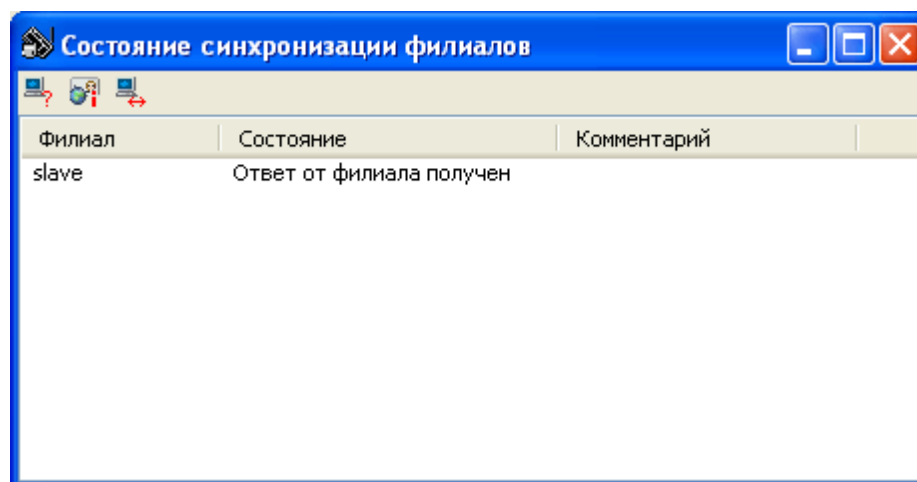 Состояние синхронизации филиалов
Филиал Состояние Комментарий
slave Ответ от филиала получен